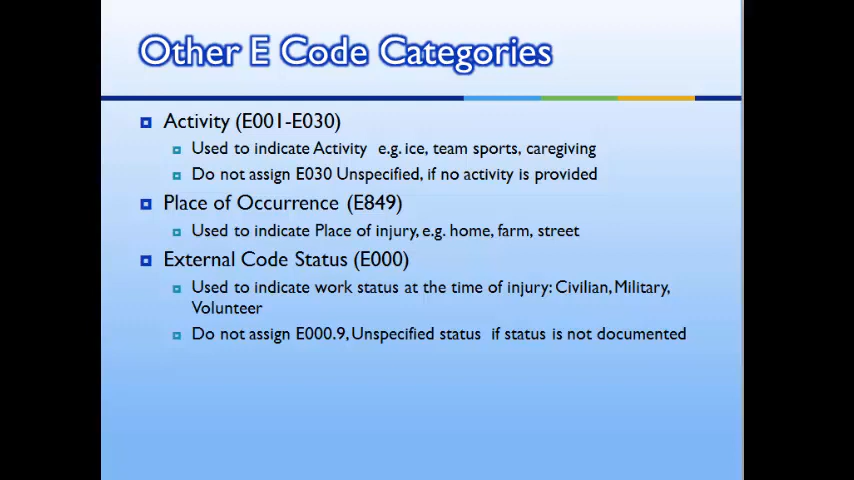 Other E Code Categories
Activity (E001-E030)
Used to indicate Activity e.g. ice, team sports, caregiving
Do not assign E030 Unspecified, if no activity is provided
Place of Occurrence (E849)
Used to indicate Place of injury, e.g. home, farm, street
External Code Status (E000)
Used to indicate work status at the time of injury: Civilian, Military,
Volunteer
Do not assign E000.9, Unspecified status if status is not documented